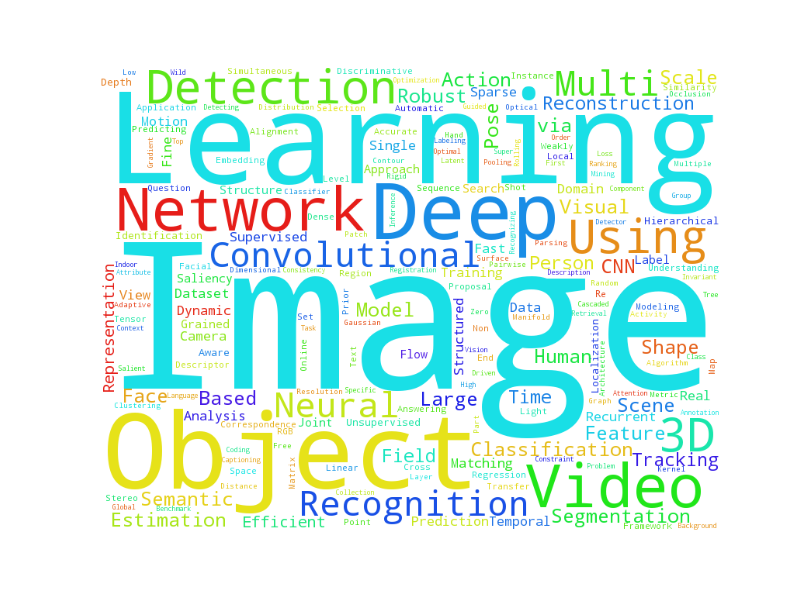 Low Wild Simultaneous Discriminative
Depth Detection Optimization Action Instance Multi Scale
Similarity
Occlusion
Learning
Robust Sparse Reconstruction
Application Detecting Distribution Selection Automatic Optical
Motion Pose via
Predicting Top Alignment Accurate Hand Labeling Super Order Loss
Gradient Fine Single Weakly Ranking
Contour Optimal Local Multiple
Embedding Approach Latent Pooling First Mining
Rigid
Question Structure Classifier Level Sequence Search Shot Domain Component Group
Network Deep Inference Dense Patch Visual Detector Hierarchical
Identification Supervised Recognizing Parsing Using
Convolutional Fast Person CNN Label
Indoor Facial Dimensional Consistency Registration Surface Pairwise Description Understanding
Attribute Saliency Region Training Random Invariant
Image
View Dataset Prior Proposal Re Data Cascaded Modeling Tree
Adaptive Dynamic Set Model Zero Manifold Retrieval Activity
Representation Tensor Grained Task Gaussian Structured Non
Context Camera Aware Online Text Flow Vision End Human Localization Architecture Shape Map
Salient Descriptor Driven Algorithm Class
Face Language Resolution Specific High Time Graph Attention Metric Real
Clustering Based Neural Large Light Scene Annotation
Analysis Joint Unsupervised Answering Part Recurrent
Object Correspondence Feature 3D
RGB Free Field Classification
Coding Matrix Cross Matching Constraint Problem Tracking
Captioning Space Linear Layer Regression Kernel
Stereo Semantic Distance Collection Recognition Transfer Video
Global Benchmark
Estimation Efficient Point Prediction Temporal Segmentation
Framework Background